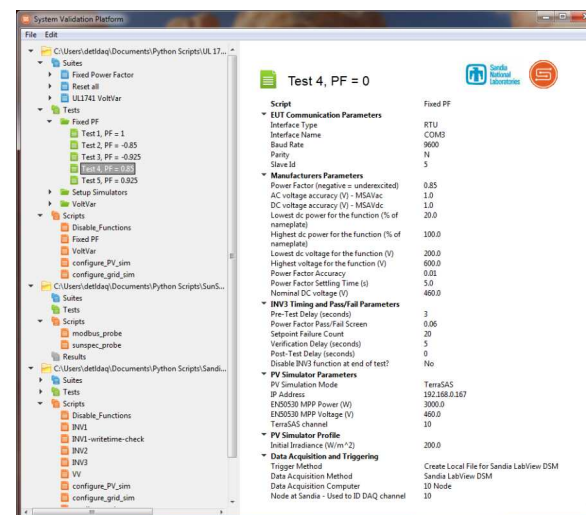 System Validation Platform
File Edit
C:\Users\detldaq\Documents\Python Scripts\UL 17...
Suites
Fixed Power Factor
Reset all
UL1741 VoltVar
Tests
Fixed PF
Test 1, PF = 1
Test 2, PF = -0.85
Test 3, PF = -0.925
Test 4, PF = 0.85
Test 5, PF = 0.925
Setup Simulators
VoltVar
Scripts
Disable_Functions
Fixed PF
VoltVar
configure_PV_sim
configure_grid_sim
C:\Users\detldaq\Documents\Python Scripts\SunS...
Suites
Tests
Scripts
modbus_probe
sunspec_probe
Results
C:\Users\detldaq\Documents\Python Scripts\Sandi...
Suites
Tests
Scripts
Disable_Functions
INV1
INV1-writetime-check
INV2
INV3
VV
configure_PV_sim
configure_grid_sim
Test 4, PF = 0
Sandia
National
Laboratories
Script Fixed PF
EUT Communication Parameters
Interface Type RTU
Interface Name COM3
Baud Rate 9600
Parity N
Slave Id 5
Manufacturers Parameters
Power Factor (negative = underexcited) 0.85
AC voltage accuracy (V) - MSAVac 1.0
DC voltage accuracy (V) - MSAVdc 1.0
Lowest dc power for the function (% of 20.0
nameplate)
Highest dc power for the function (% of 100.0
nameplate)
Lowest dc voltage for the function (V) 200.0
Highest voltage for the function (V) 600.0
Power Factor Accuracy 0.01
Power Factor Settling Time (s) 5.0
Nominal DC voltage (V) 460.0
INV3 Timing and Pass/Fail Parameters
Pre-Test Delay (seconds) 3
Power Factor Pass/Fail Screen 0.06
Setpoint Failure Count 20
Verification Delay (seconds) 5
Post-Test Delay (seconds) 0
Disable INV3 function at end of test? No
PV Simulator Parameters
PV Simulation Mode TerraSAS
IP Address 192.168.0.167
EN50530 MPP Power (W) 3000.0
EN50530 MPP Voltage (V) 460.0
TerraSAS channel 10
PV Simulator Profile
Initial Irradiance (W/m^2) 200.0
Data Acquisition and Triggering
Trigger Method Create Local File for Sandia LabView DSM
Data Acquisition Method Sandia LabView DSM
Data Acquisition Computer 10 Node
Node at Sandia - Used to ID DAQ channel 10